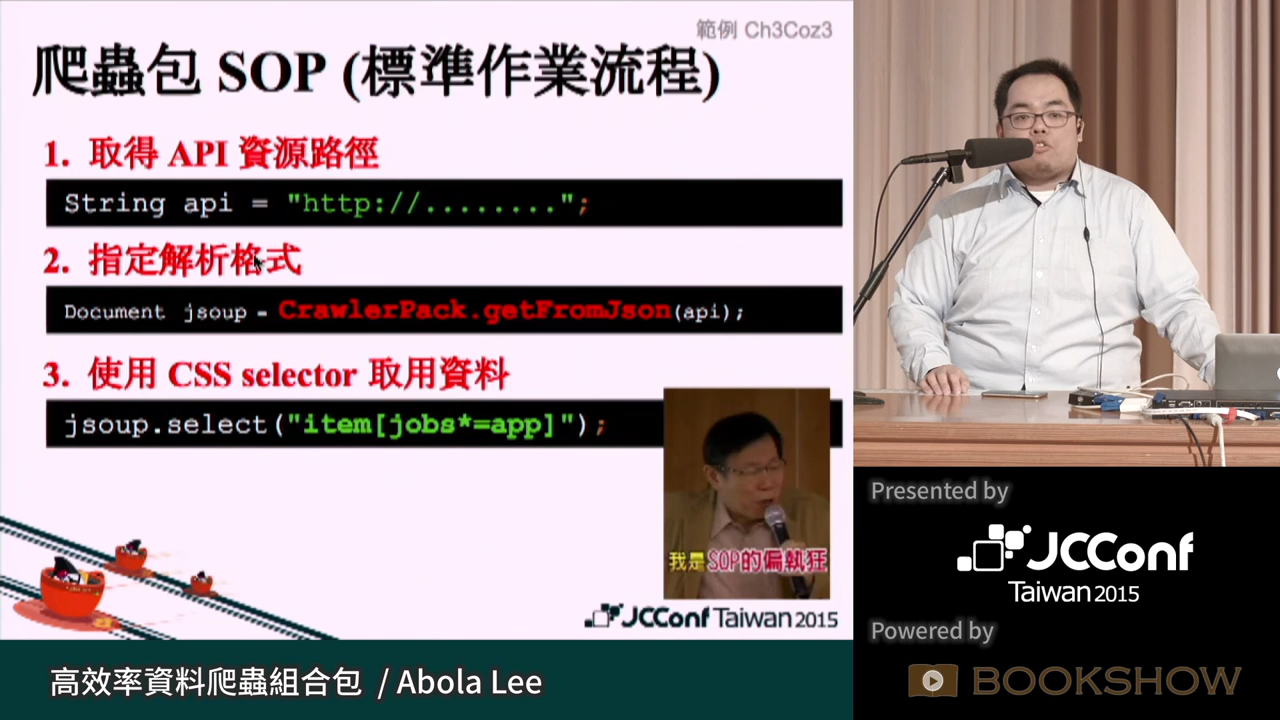 範例 Ch3Coz3
爬蟲包 SOP (標準作業流程)
1. 取得 API 資源路徑
String api = "http://........";
2. 指定解析格式
Document jsoup = CrawlerPack.getFromJson(api);
3. 使用 CSS selector 取用資料
jsoup.select("item[jobs*=app]");
我是SOP的偏執狂
JCConf Taiwan 2015
高效率資料爬蟲組合包 / Abola Lee
Presented by
JCConf
Taiwan 2015
Powered by
BOOKSHOW